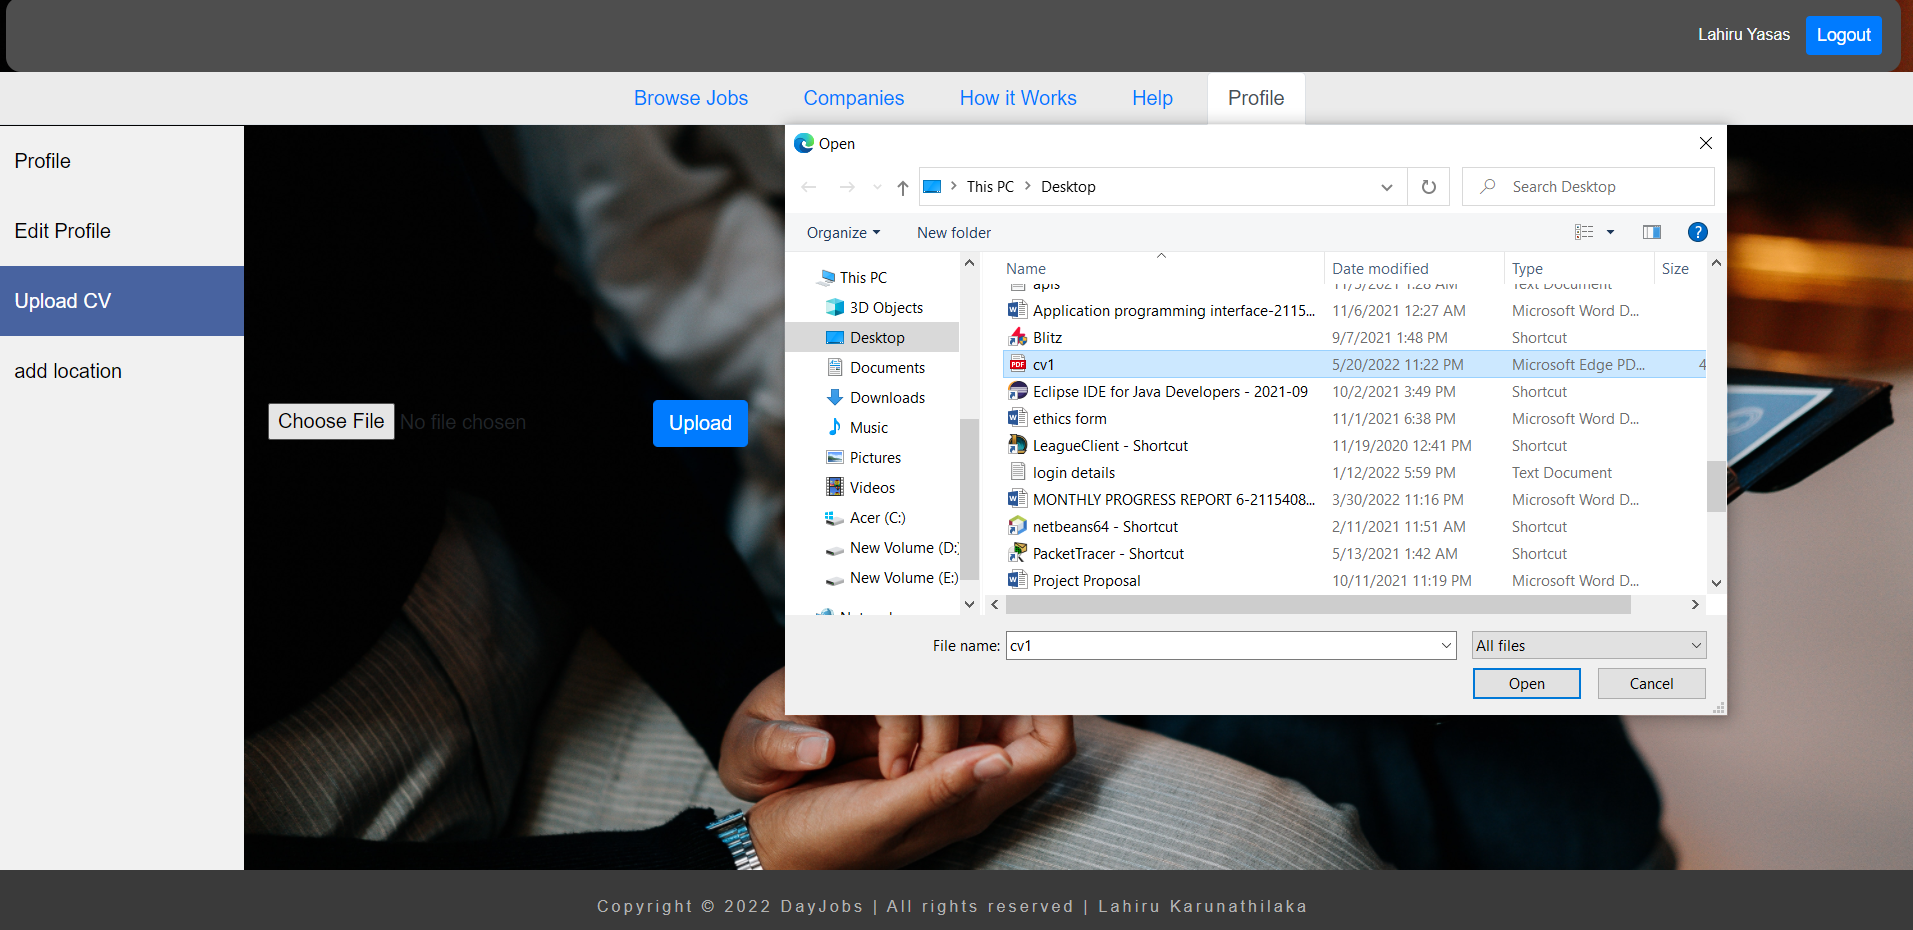 Lahiru Yasas Logout
Browse Jobs Companies How it Works Help Profile
Profile
Edit Profile
Upload CV
add location
Choose File No file chosen Upload
Open
This PC > Desktop Search Desktop
Organize New folder ?
This PC
3D Objects
Desktop
Documents
Downloads
Music
Pictures
Videos
Acer (C:)
New Volume (D:)
New Volume (E:)
Name Date modified Type Size
apis 11/5/2021 1:28 AM Text Document
Application programming interface-2115... 11/6/2021 12:27 AM Microsoft Word D...
Blitz 9/7/2021 1:48 PM Shortcut
cv1 5/20/2022 11:22 PM Microsoft Edge PD... 4
Eclipse IDE for Java Developers - 2021-09 10/2/2021 3:49 PM Shortcut
ethics form 11/1/2021 6:38 PM Microsoft Word D...
LeagueClient - Shortcut 11/19/2020 12:41 PM Shortcut
login details 1/12/2022 5:59 PM Text Document
MONTHLY PROGRESS REPORT 6-2115408... 3/30/2022 11:16 PM Microsoft Word D...
netbeans64 - Shortcut 2/11/2021 11:51 AM Shortcut
PacketTracer - Shortcut 5/13/2021 1:42 AM Shortcut
Project Proposal 10/11/2021 11:19 PM Microsoft Word D...
File name: cv1 All files
Open Cancel
Copyright © 2022 DayJobs | All rights reserved | Lahiru Karunathilaka